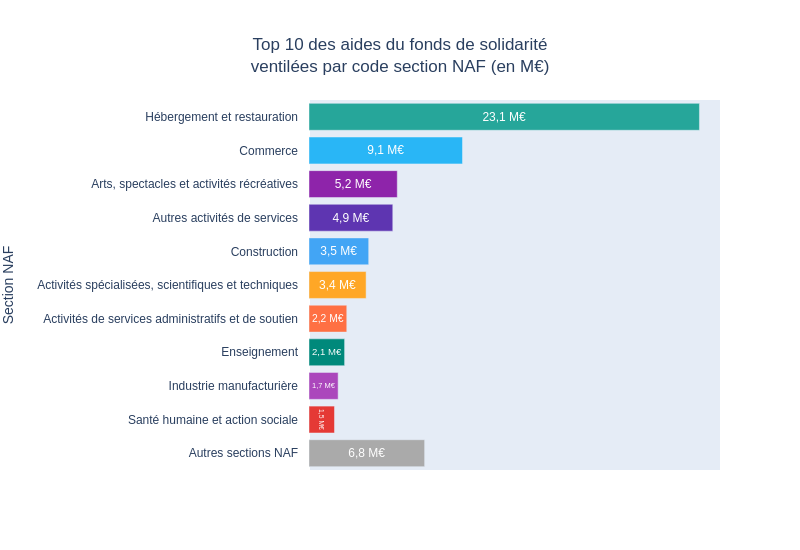 Top 10 des aides du fonds de solidarité
ventilées par code section NAF (en M€)
Section NAF
Hébergement et restauration 23,1 M€
Commerce 9,1 M€
Arts, spectacles et activités récréatives 5,2 M€
Autres activités de services 4,9 M€
Construction 3,5 M€
Activités spécialisées, scientifiques et techniques 3,4 M€
Activités de services administratifs et de soutien 2,2 M€
Enseignement 2,1 M€
Industrie manufacturière 1,7 M€
Santé humaine et action sociale 1,5 M€
Autres sections NAF 6,8 M€